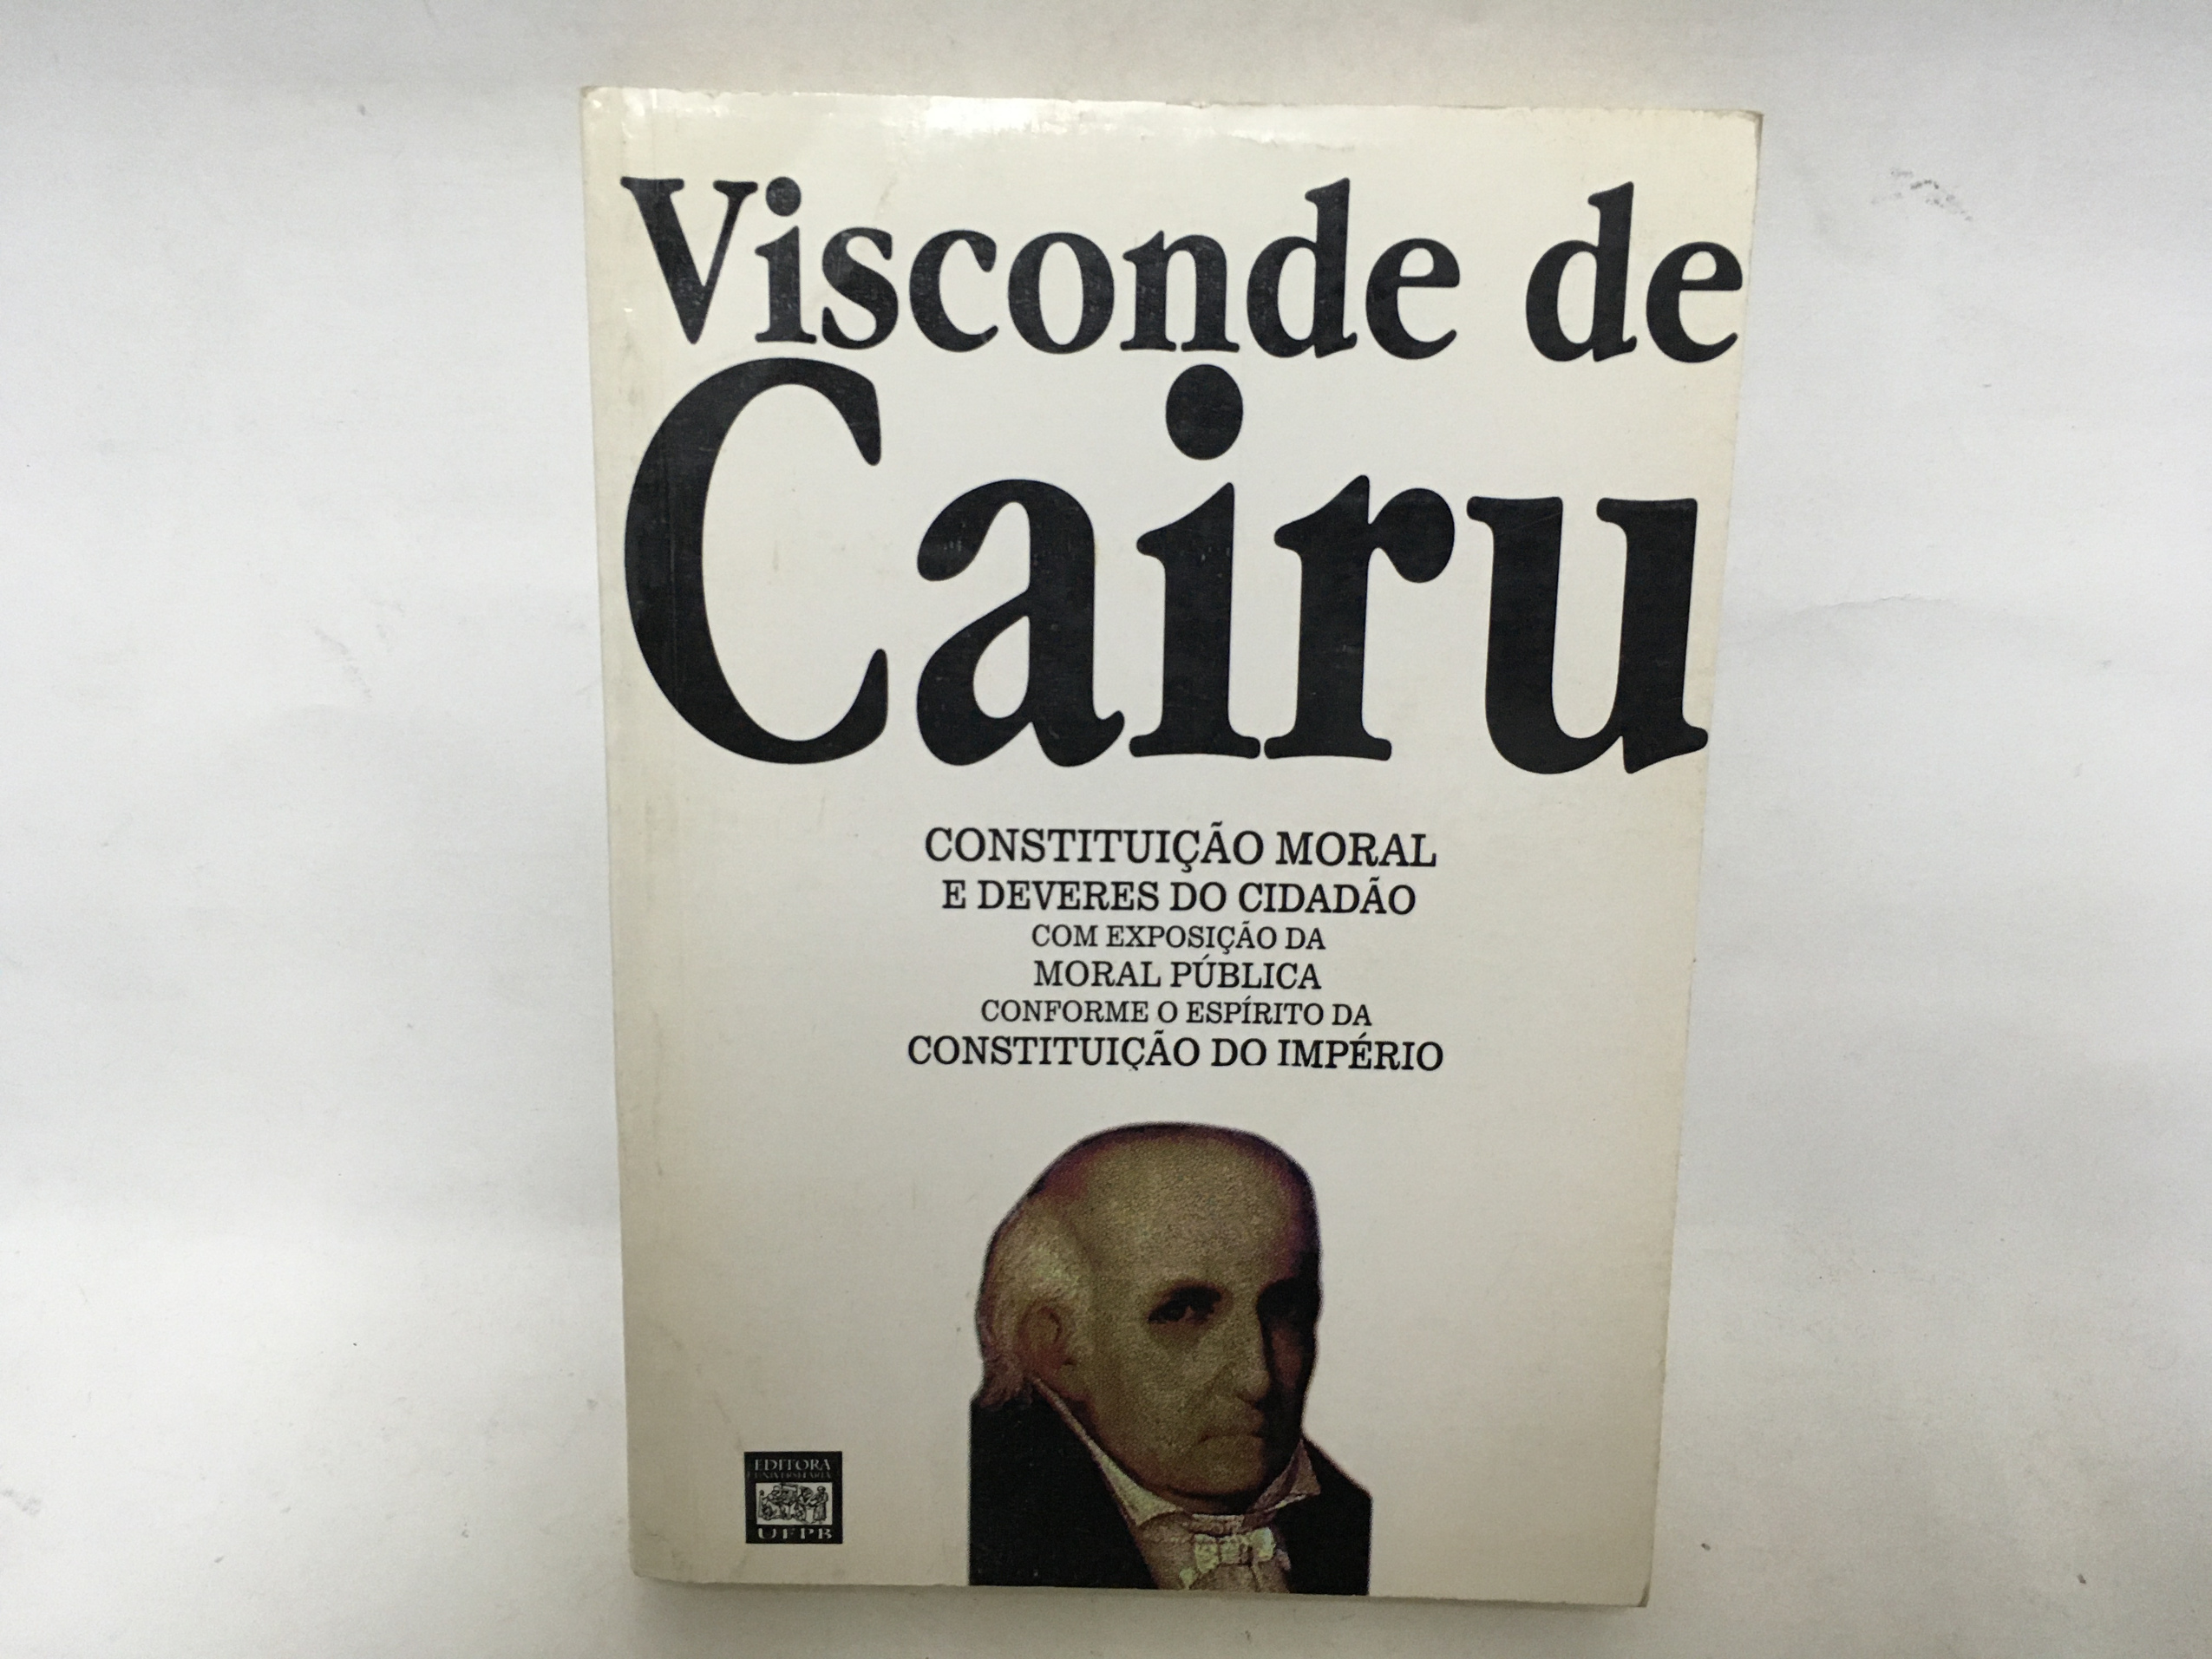 Visconde de
Cairu
CONSTITUIÇÃO MORAL
E DEVERES DO CIDADÃO
COM EXPOSIÇÃO DA
MORAL PÚBLICA
CONFORME O ESPÍRITO DA
CONSTITUIÇÃO DO IMPÉRIO
EDITORA
UNIVERSITÁRIA
UFPB